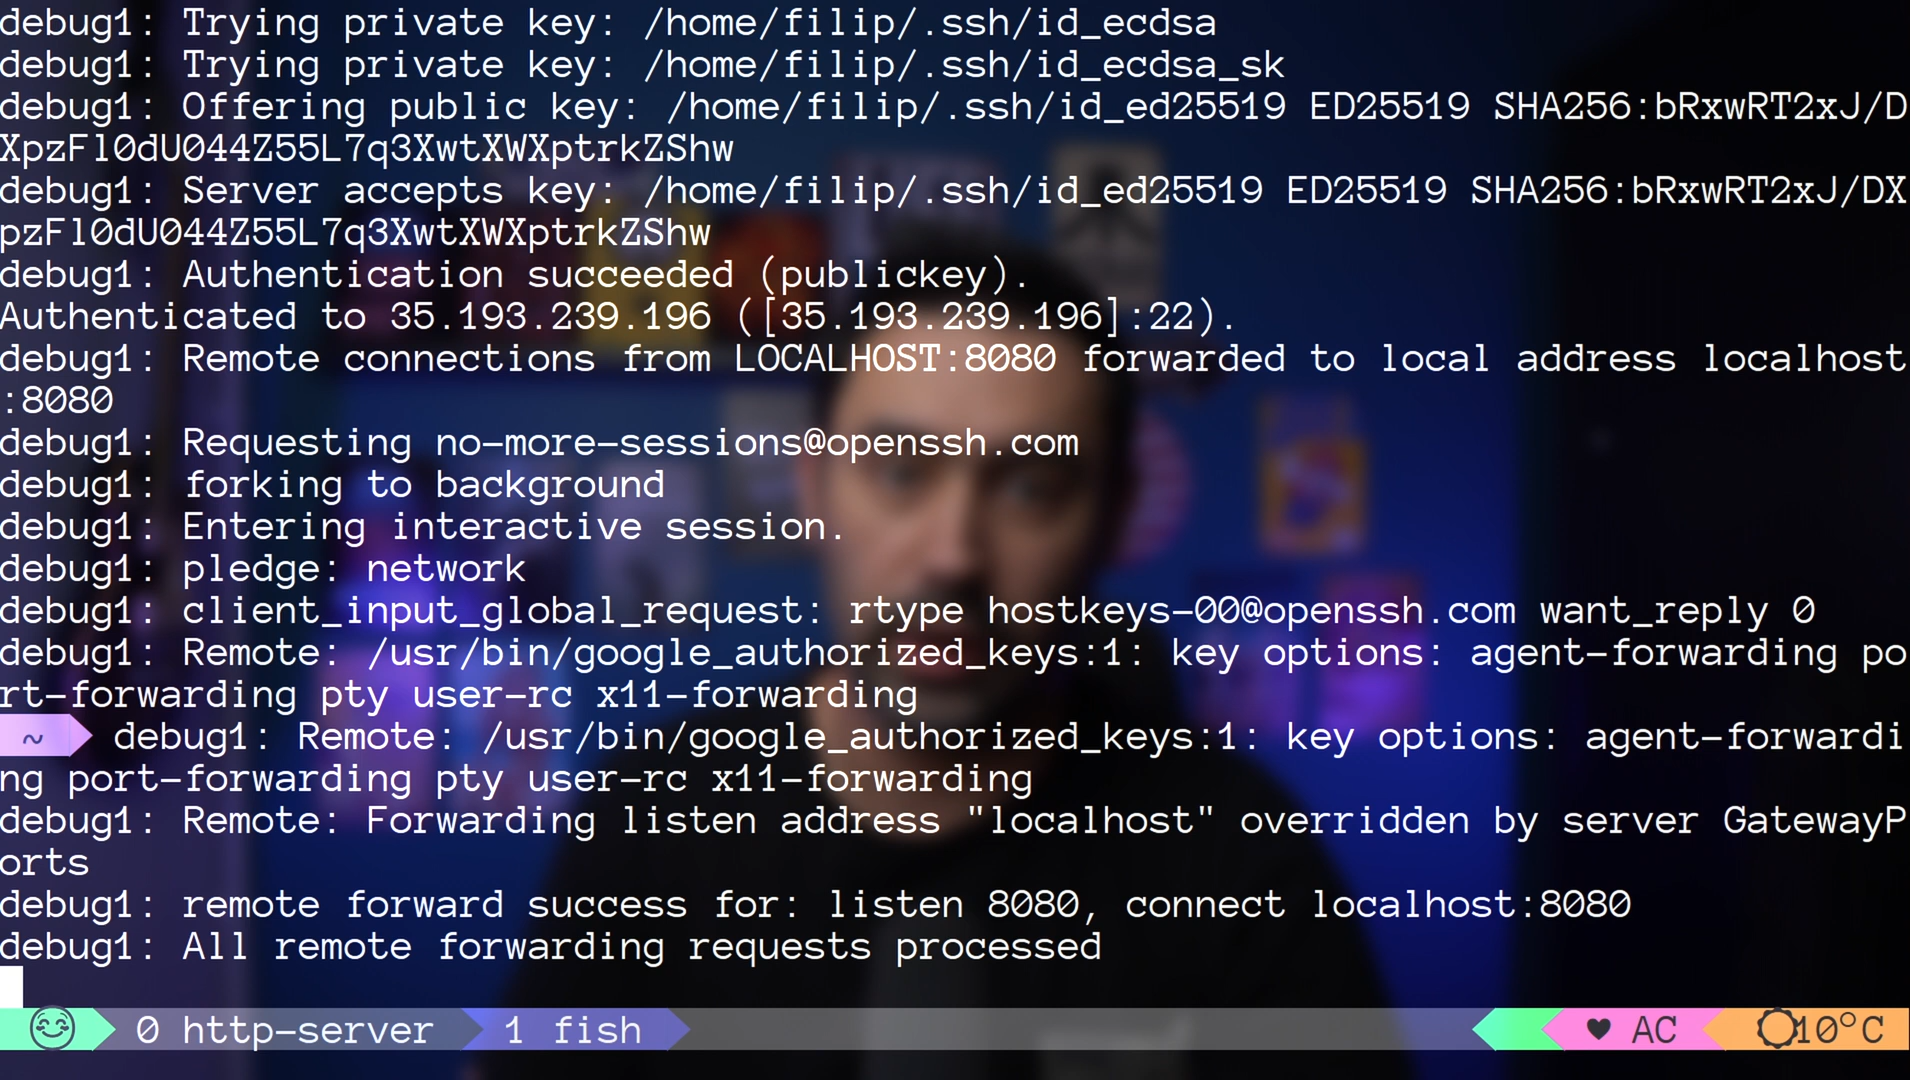 debug1: Trying private key: /home/filip/.ssh/id_ecdsa
debug1: Trying private key: /home/filip/.ssh/id_ecdsa_sk
debug1: Offering public key: /home/filip/.ssh/id_ed25519 ED25519 SHA256:bRxwRT2xJ/D
XpzFl0dU044Z55L7q3XwtXWXptrkZShw
debug1: Server accepts key: /home/filip/.ssh/id_ed25519 ED25519 SHA256:bRxwRT2xJ/DX
pzFl0dU044Z55L7q3XwtXWXptrkZShw
debug1: Authentication succeeded (publickey).
Authenticated to 35.193.239.196 ([35.193.239.196]:22).
debug1: Remote connections from LOCALHOST:8080 forwarded to local address localhost
:8080
debug1: Requesting no-more-sessions@openssh.com
debug1: forking to background
debug1: Entering interactive session.
debug1: pledge: network
debug1: client_input_global_request: rtype hostkeys-00@openssh.com want_reply 0
debug1: Remote: /usr/bin/google_authorized_keys:1: key options: agent-forwarding po
rt-forwarding pty user-rc x11-forwarding
~ debug1: Remote: /usr/bin/google_authorized_keys:1: key options: agent-forwardi
ng port-forwarding pty user-rc x11-forwarding
debug1: Remote: Forwarding listen address "localhost" overridden by server GatewayP
orts
debug1: remote forward success for: listen 8080, connect localhost:8080
debug1: All remote forwarding requests processed
0 http-server 1 fish ♥ AC 10°C